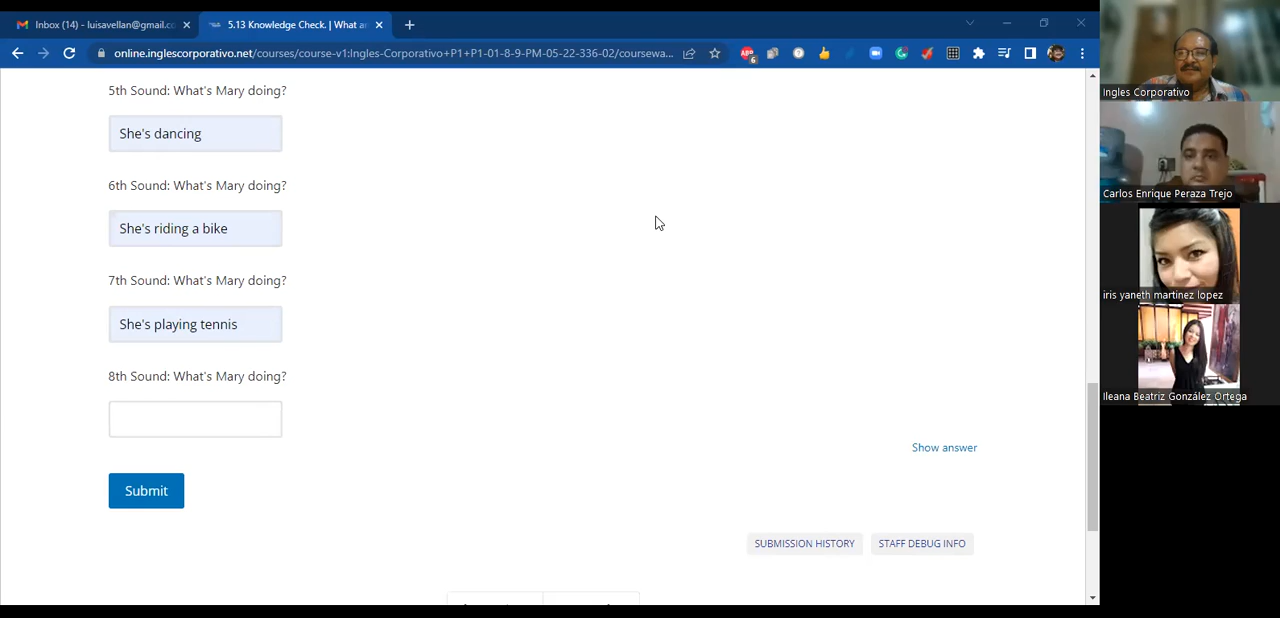 Inbox (14) - luisavellan@gmail.co
5.13 Knowledge Check. | What ar
online.inglescorporativo.net/courses/course-v1:Ingles-Corporativo+P1+P1-01-8-9-PM-05-22-336-02/coursewa...
6
5th Sound: What's Mary doing?
She's dancing
6th Sound: What's Mary doing?
She's riding a bike
7th Sound: What's Mary doing?
She's playing tennis
8th Sound: What's Mary doing?
Show answer
Submit
SUBMISSION HISTORY
STAFF DEBUG INFO
Ingles Corporativo
Carlos Enrique Peraza Trejo
iris yaneth martinez lopez
Ileana Beatriz González Ortega